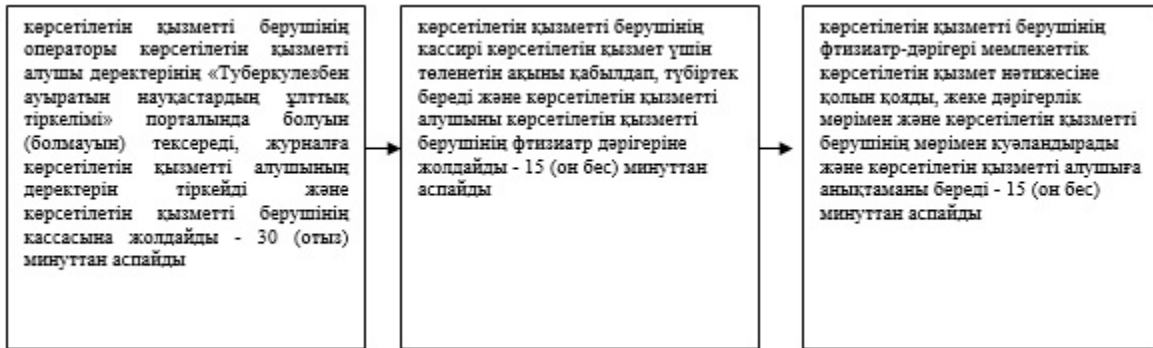 көрсетілетін қызметті берушінің
операторы көрсетілетін қызметті
алушы деректерінің «Туберкулезбен
ауыратын науқастардың ұлттық
тіркелімі» порталында болуын
(болмауын) тексереді, журналға
көрсетілетін қызметті алушының
деректерін тіркейді және
көрсетілетін қызметті берушінің
кассасына жолдайды - 30 (отыз)
минуттан аспайды
көрсетілетін қызметті берушінің
кассирі көрсетілетін қызмет үшін
төленетін ақыны қабылдап, түбіртек
береді және көрсетілетін қызметті
алушыны көрсетілетін қызметті
берушінің фтизиатр дәрігеріне
жолдайды - 15 (он бес) минуттан
аспайды
көрсетілетін қызметті берушінің
фтизиатр-дәрігері мемлекеттік
көрсетілетін қызмет нәтижесіне
қолын қояды, жеке дәрігерлік
мөрімен және көрсетілетін қызметті
берушінің мөрімен куәландырады
және көрсетілетін қызметті алушыға
анықтаманы береді - 15 (он бес)
минуттан аспайды